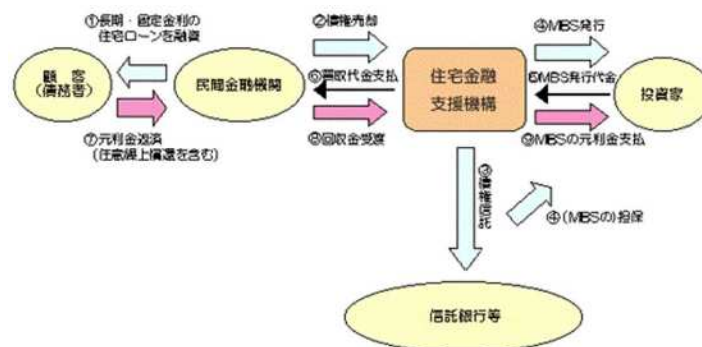 ①長期・固定金利の
住宅ローンを融資
②債権売却
④MBS発行
顧 客
(債務者)
民間金融機関
⑥買取代金支払
住宅金融
支援機構
⑤MBS発行代金
投資家
⑦元利金返済
(任意繰上償還を含む)
⑧回収金受渡
⑨MBSの元利金支払
③債権信託
④(MBSの)担保
信託銀行等